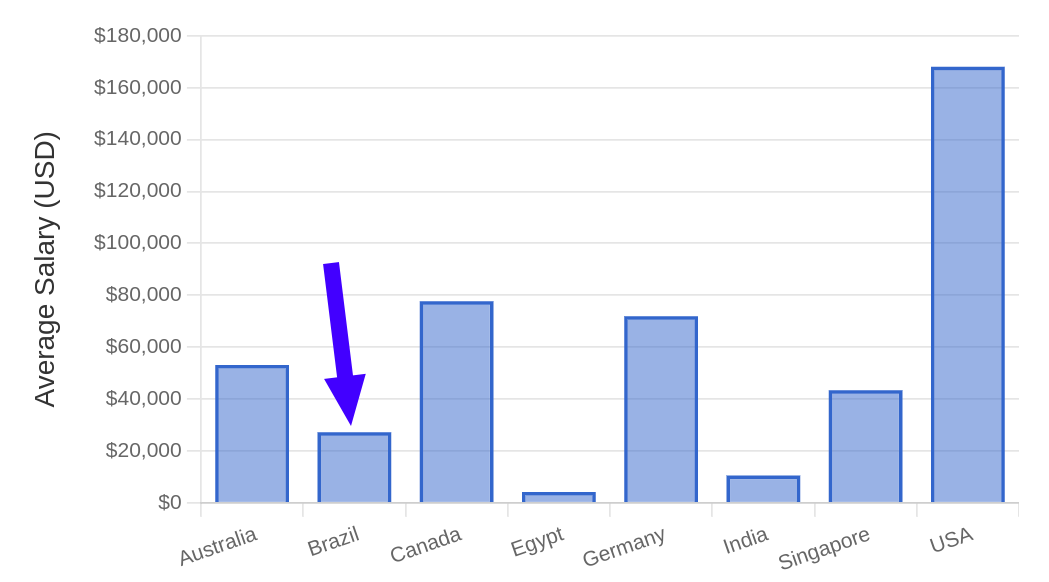 Average Salary (USD)
$180,000
$160,000
$140,000
$120,000
$100,000
$80,000
$60,000
$40,000
$20,000
$0
Australia
Brazil
Canada
Egypt
Germany
India
Singapore
USA